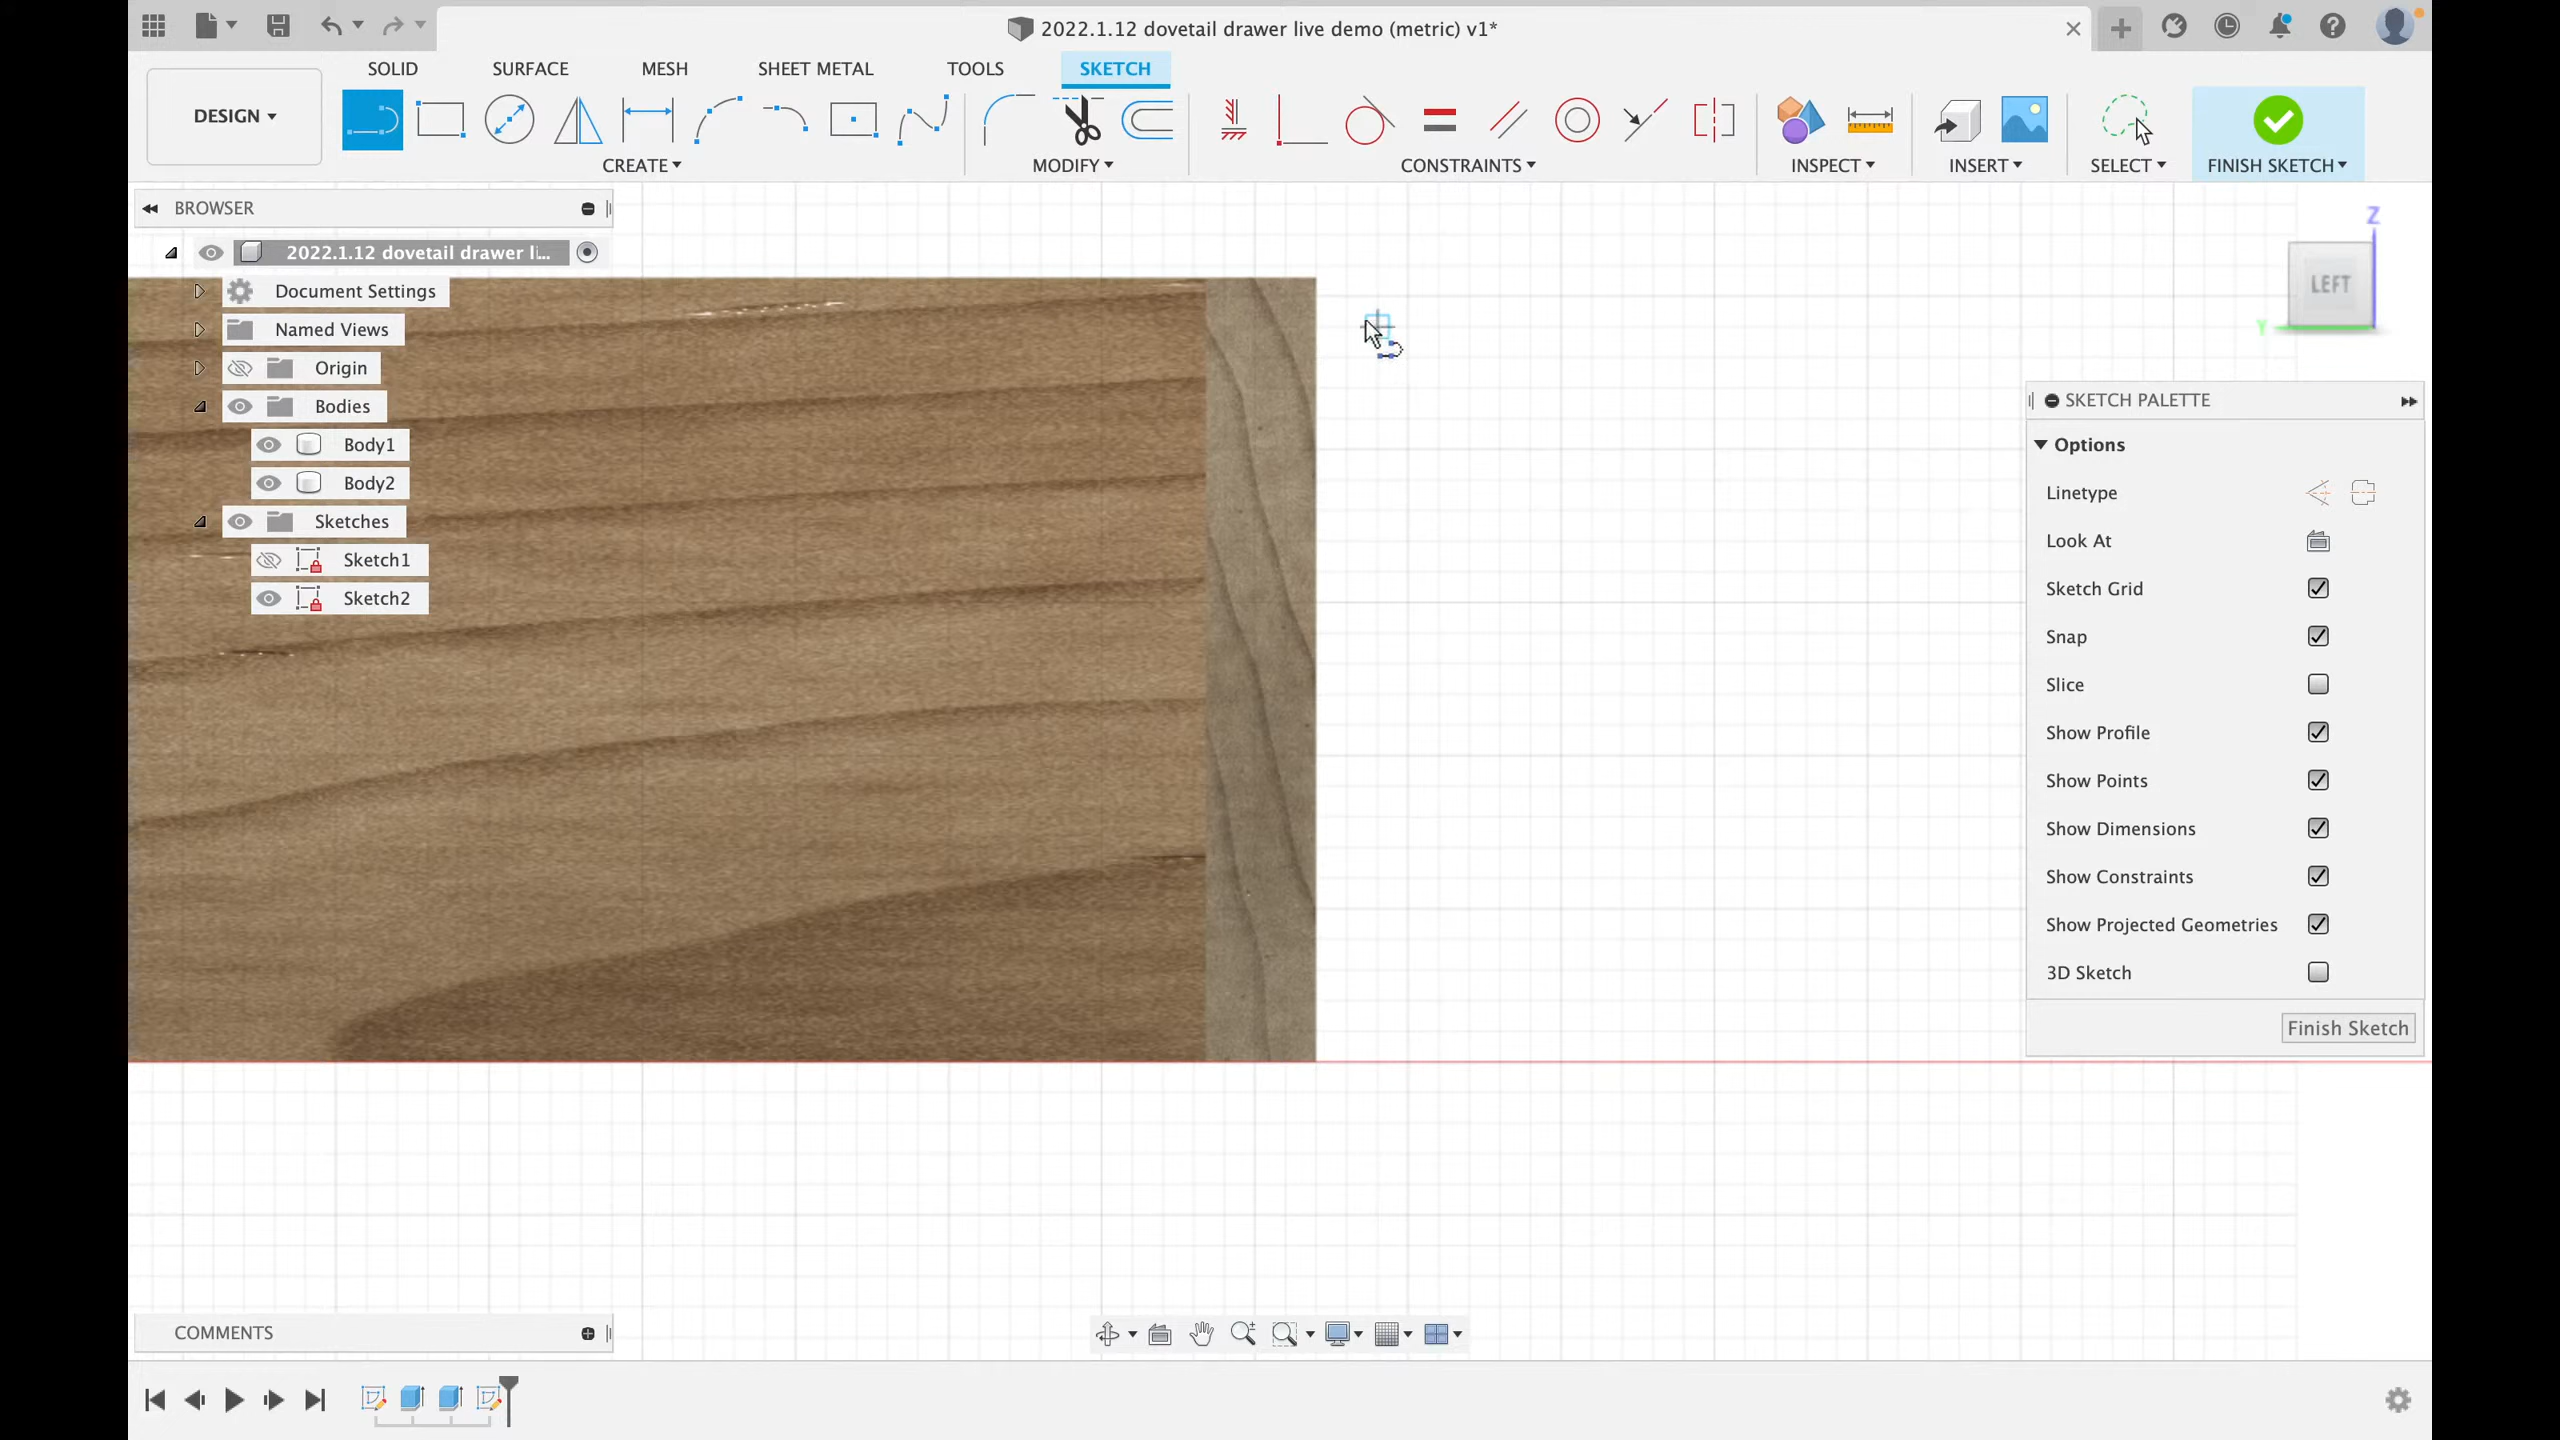 2022.1.12 dovetail drawer live demo (metric) v1*
SOLID SURFACE MESH SHEET METAL TOOLS SKETCH
DESIGN
CREATE MODIFY CONSTRAINTS INSPECT INSERT SELECT FINISH SKETCH
BROWSER
2022.1.12 dovetail drawer li...
Document Settings
Named Views
Origin
Bodies
Body1
Body2
Sketches
Sketch1
Sketch2
Z
LEFT
Y
SKETCH PALETTE
Options
Linetype
Look At
Sketch Grid
Snap
Slice
Show Profile
Show Points
Show Dimensions
Show Constraints
Show Projected Geometries
3D Sketch
Finish Sketch
COMMENTS